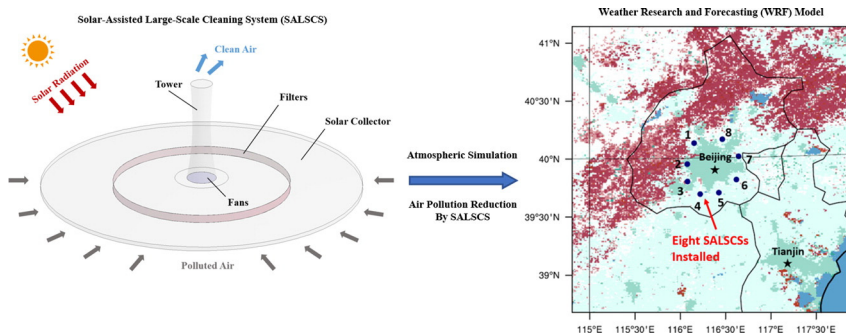 Solar-Assisted Large-Scale Cleaning System (SALSCS)
Clean Air
Solar Radiation
Tower
Filters
Solar Collector
Fans
Polluted Air
Atmospheric Simulation
Air Pollution Reduction
By SALSCS
Weather Research and Forecasting (WRF) Model
41°N
40°30'N
40°N
39°30'N
39°N
1
8
Beijing
2
7
3
6
4
5
Eight SALSCSs
Installed
Tianjin
115°E
115°30'E
116°E
116°30'E
117°E
117°30'E